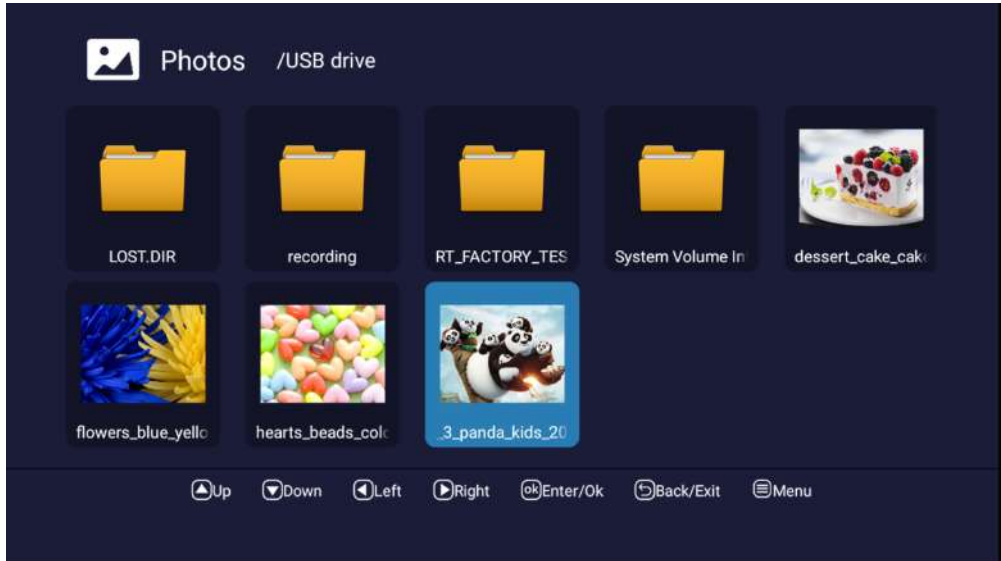 Photos /USB drive
LOST.DIR
recording
RT_FACTORY_TES
System Volume In
dessert_cake_cak
flowers_blue_yello
hearts_beads_col
_3_panda_kids_20
Up Down Left Right ok Enter/Ok Back/Exit Menu